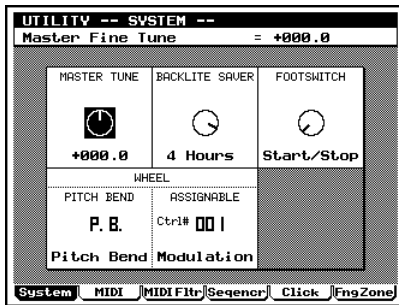 UTILITY -- SYSTEM --
Master Fine Tune = +000.0
MASTER TUNE BACKLITE SAVER FOOTSWITCH
+000.0 4 Hours Start/Stop
WHEEL
PITCH BEND ASSIGNABLE
P. B. Ctrl# 001
Pitch Bend Modulation
System MIDI MIDI Fltr Seqencr Click FngZone